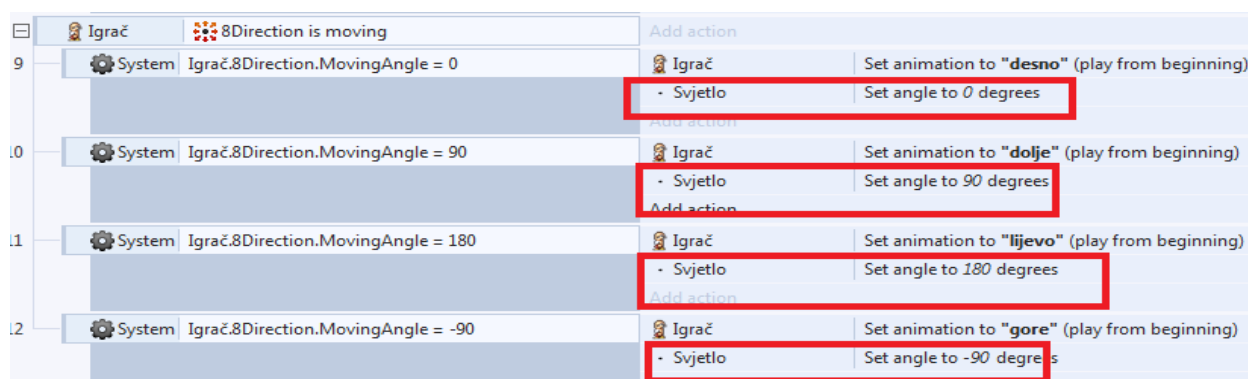 Igrač 8Direction is moving Add action
9 System Igrač.8Direction.MovingAngle = 0 Igrač Set animation to "desno" (play from beginning)
Svjetlo Set angle to 0 degrees
Add action
10 System Igrač.8Direction.MovingAngle = 90 Igrač Set animation to "dolje" (play from beginning)
Svjetlo Set angle to 90 degrees
Add action
11 System Igrač.8Direction.MovingAngle = 180 Igrač Set animation to "lijevo" (play from beginning)
Svjetlo Set angle to 180 degrees
Add action
12 System Igrač.8Direction.MovingAngle = -90 Igrač Set animation to "gore" (play from beginning)
Svjetlo Set angle to -90 degrees